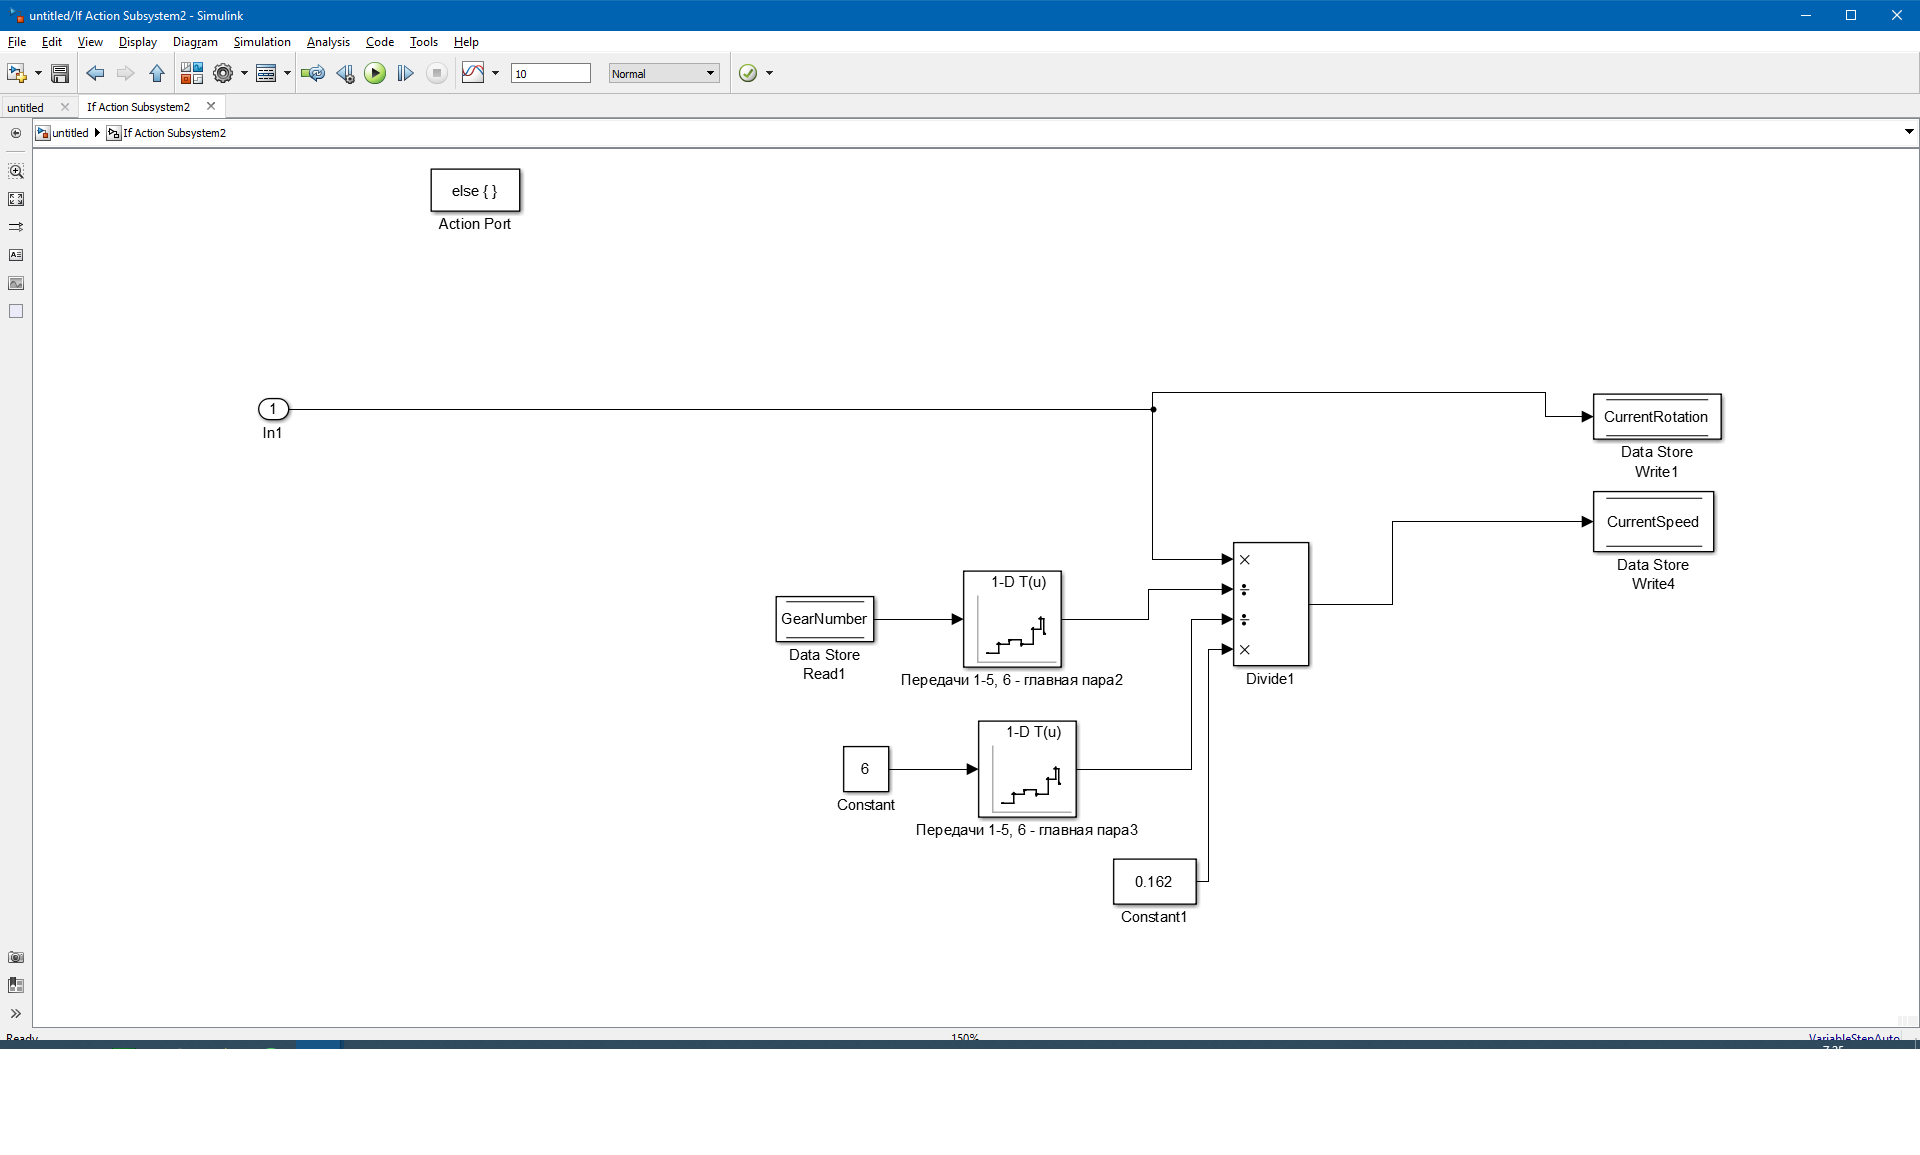 untitled/If Action Subsystem2 - Simulink
File Edit View Display Diagram Simulation Analysis Code Tools Help
10 Normal
untitled If Action Subsystem2
untitled If Action Subsystem2
else { }
Action Port
1
In1
CurrentRotation
Data Store
Write1
CurrentSpeed
Data Store
Write4
1-D T(u)
GearNumber
Data Store
Read1
Передачи 1-5, 6 - главная пара2
×
÷
÷
×
Divide1
1-D T(u)
6
Constant
Передачи 1-5, 6 - главная пара3
0.162
Constant1
Ready 150% VariableStepAuto